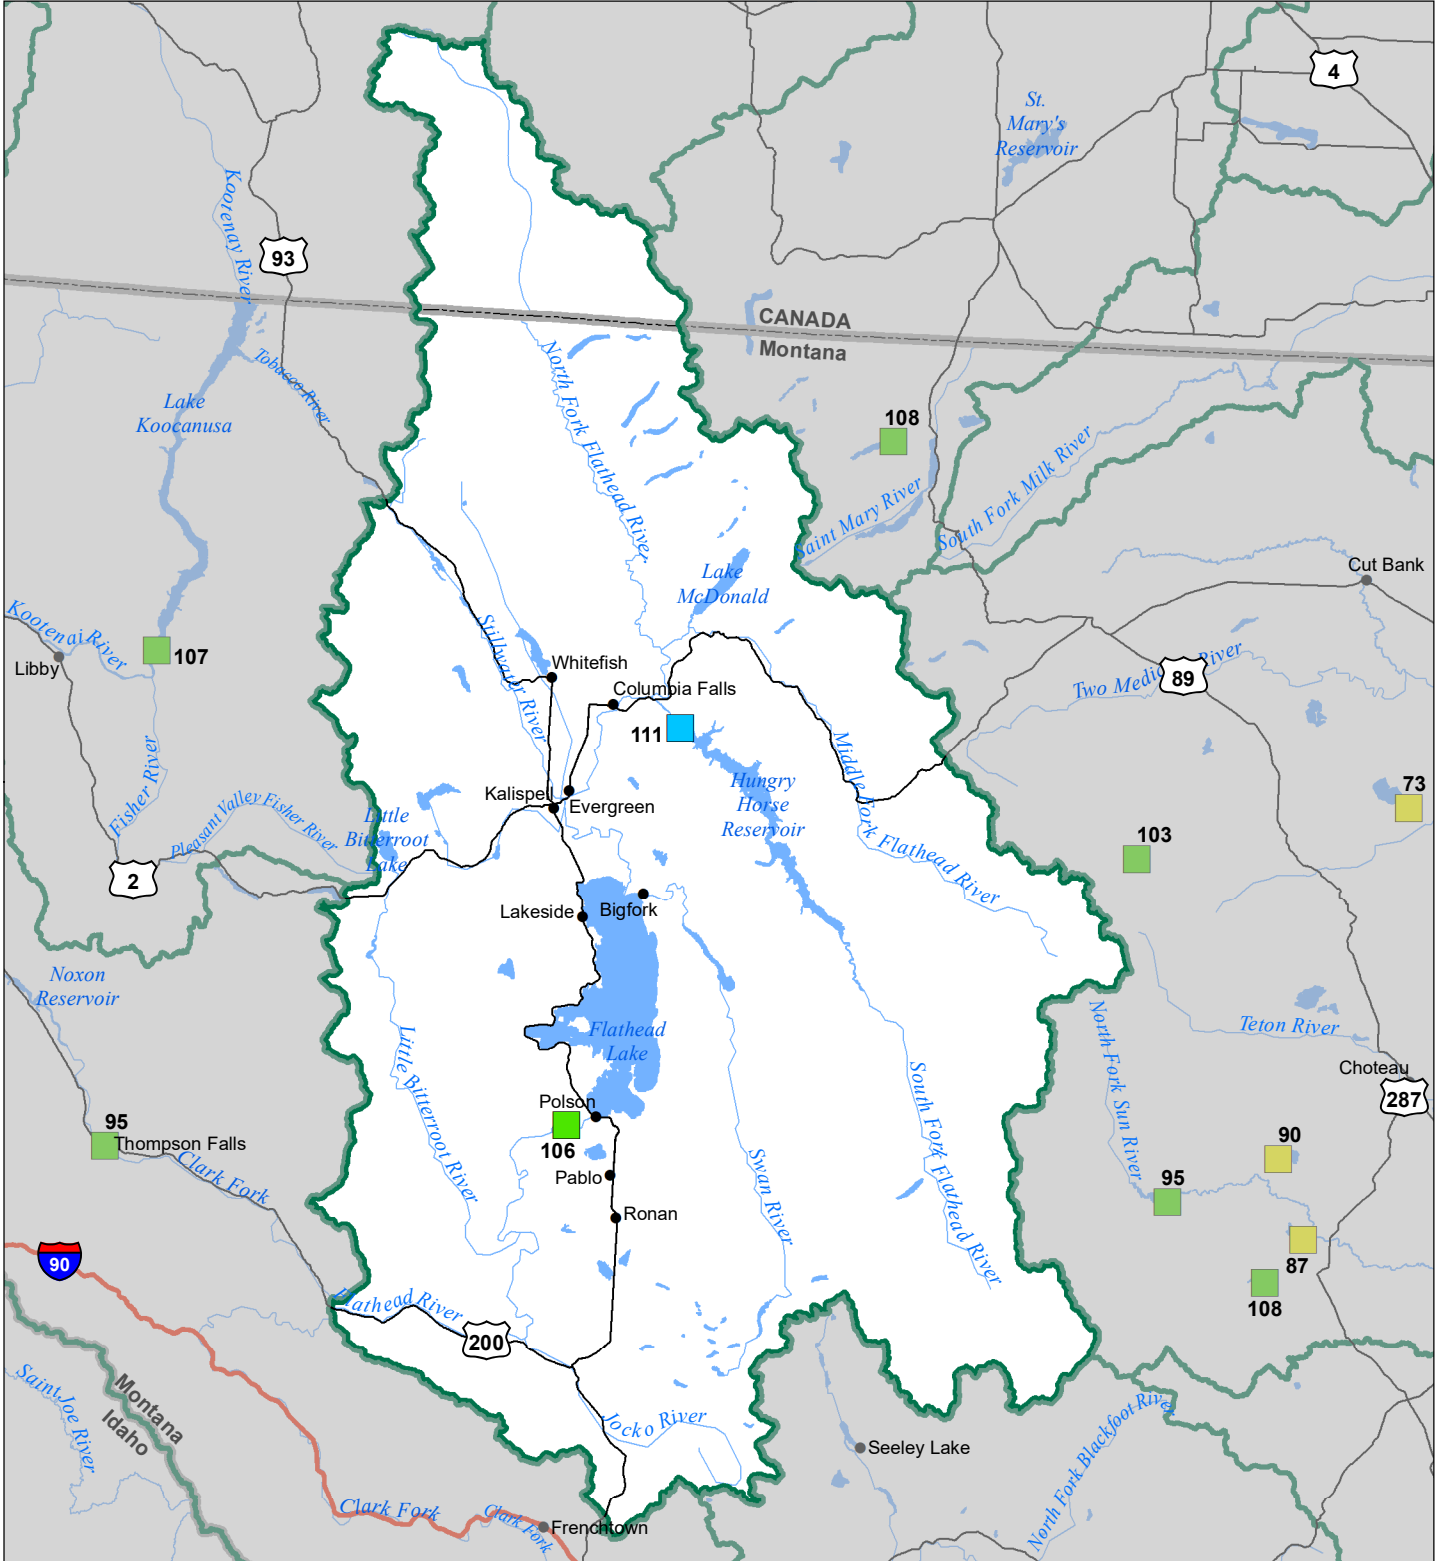 4
St.
Mary's
Reservoir
Kootenay River
93
CANADA
Montana
Tobacco River
North Fork Flathead River
Lake
Koocanusa
108
Saint Mary River
South Fork Milk River
Cut Bank
Lake
McDonald
Kootenai River
Libby
107
Stillwater River
Whitefish
Columbia Falls
111
Two Medic River
89
Middle Fork Flathead River
Fisher River
Pleasant Valley Fisher River
Kalispell
Evergreen
Hungry
Horse
Reservoir
73
103
Little
Bitterroot
Lake
2
Lakeside
Bigfork
Noxon
Reservoir
Flathead
Lake
Little Bitterroot River
North Fork Sun River
Teton River
Choteau
287
South Fork Flathead River
Polson
106
95
Thompson Falls
Clark Fork
90
Pablo
Swan River
95
Ronan
90
87
108
Flathead River
200
Montana
Idaho
Saint Joe River
Jocko River
Seeley Lake
North Fork Blackfoot River
Clark Fork
Clark Fork
Frenchtown